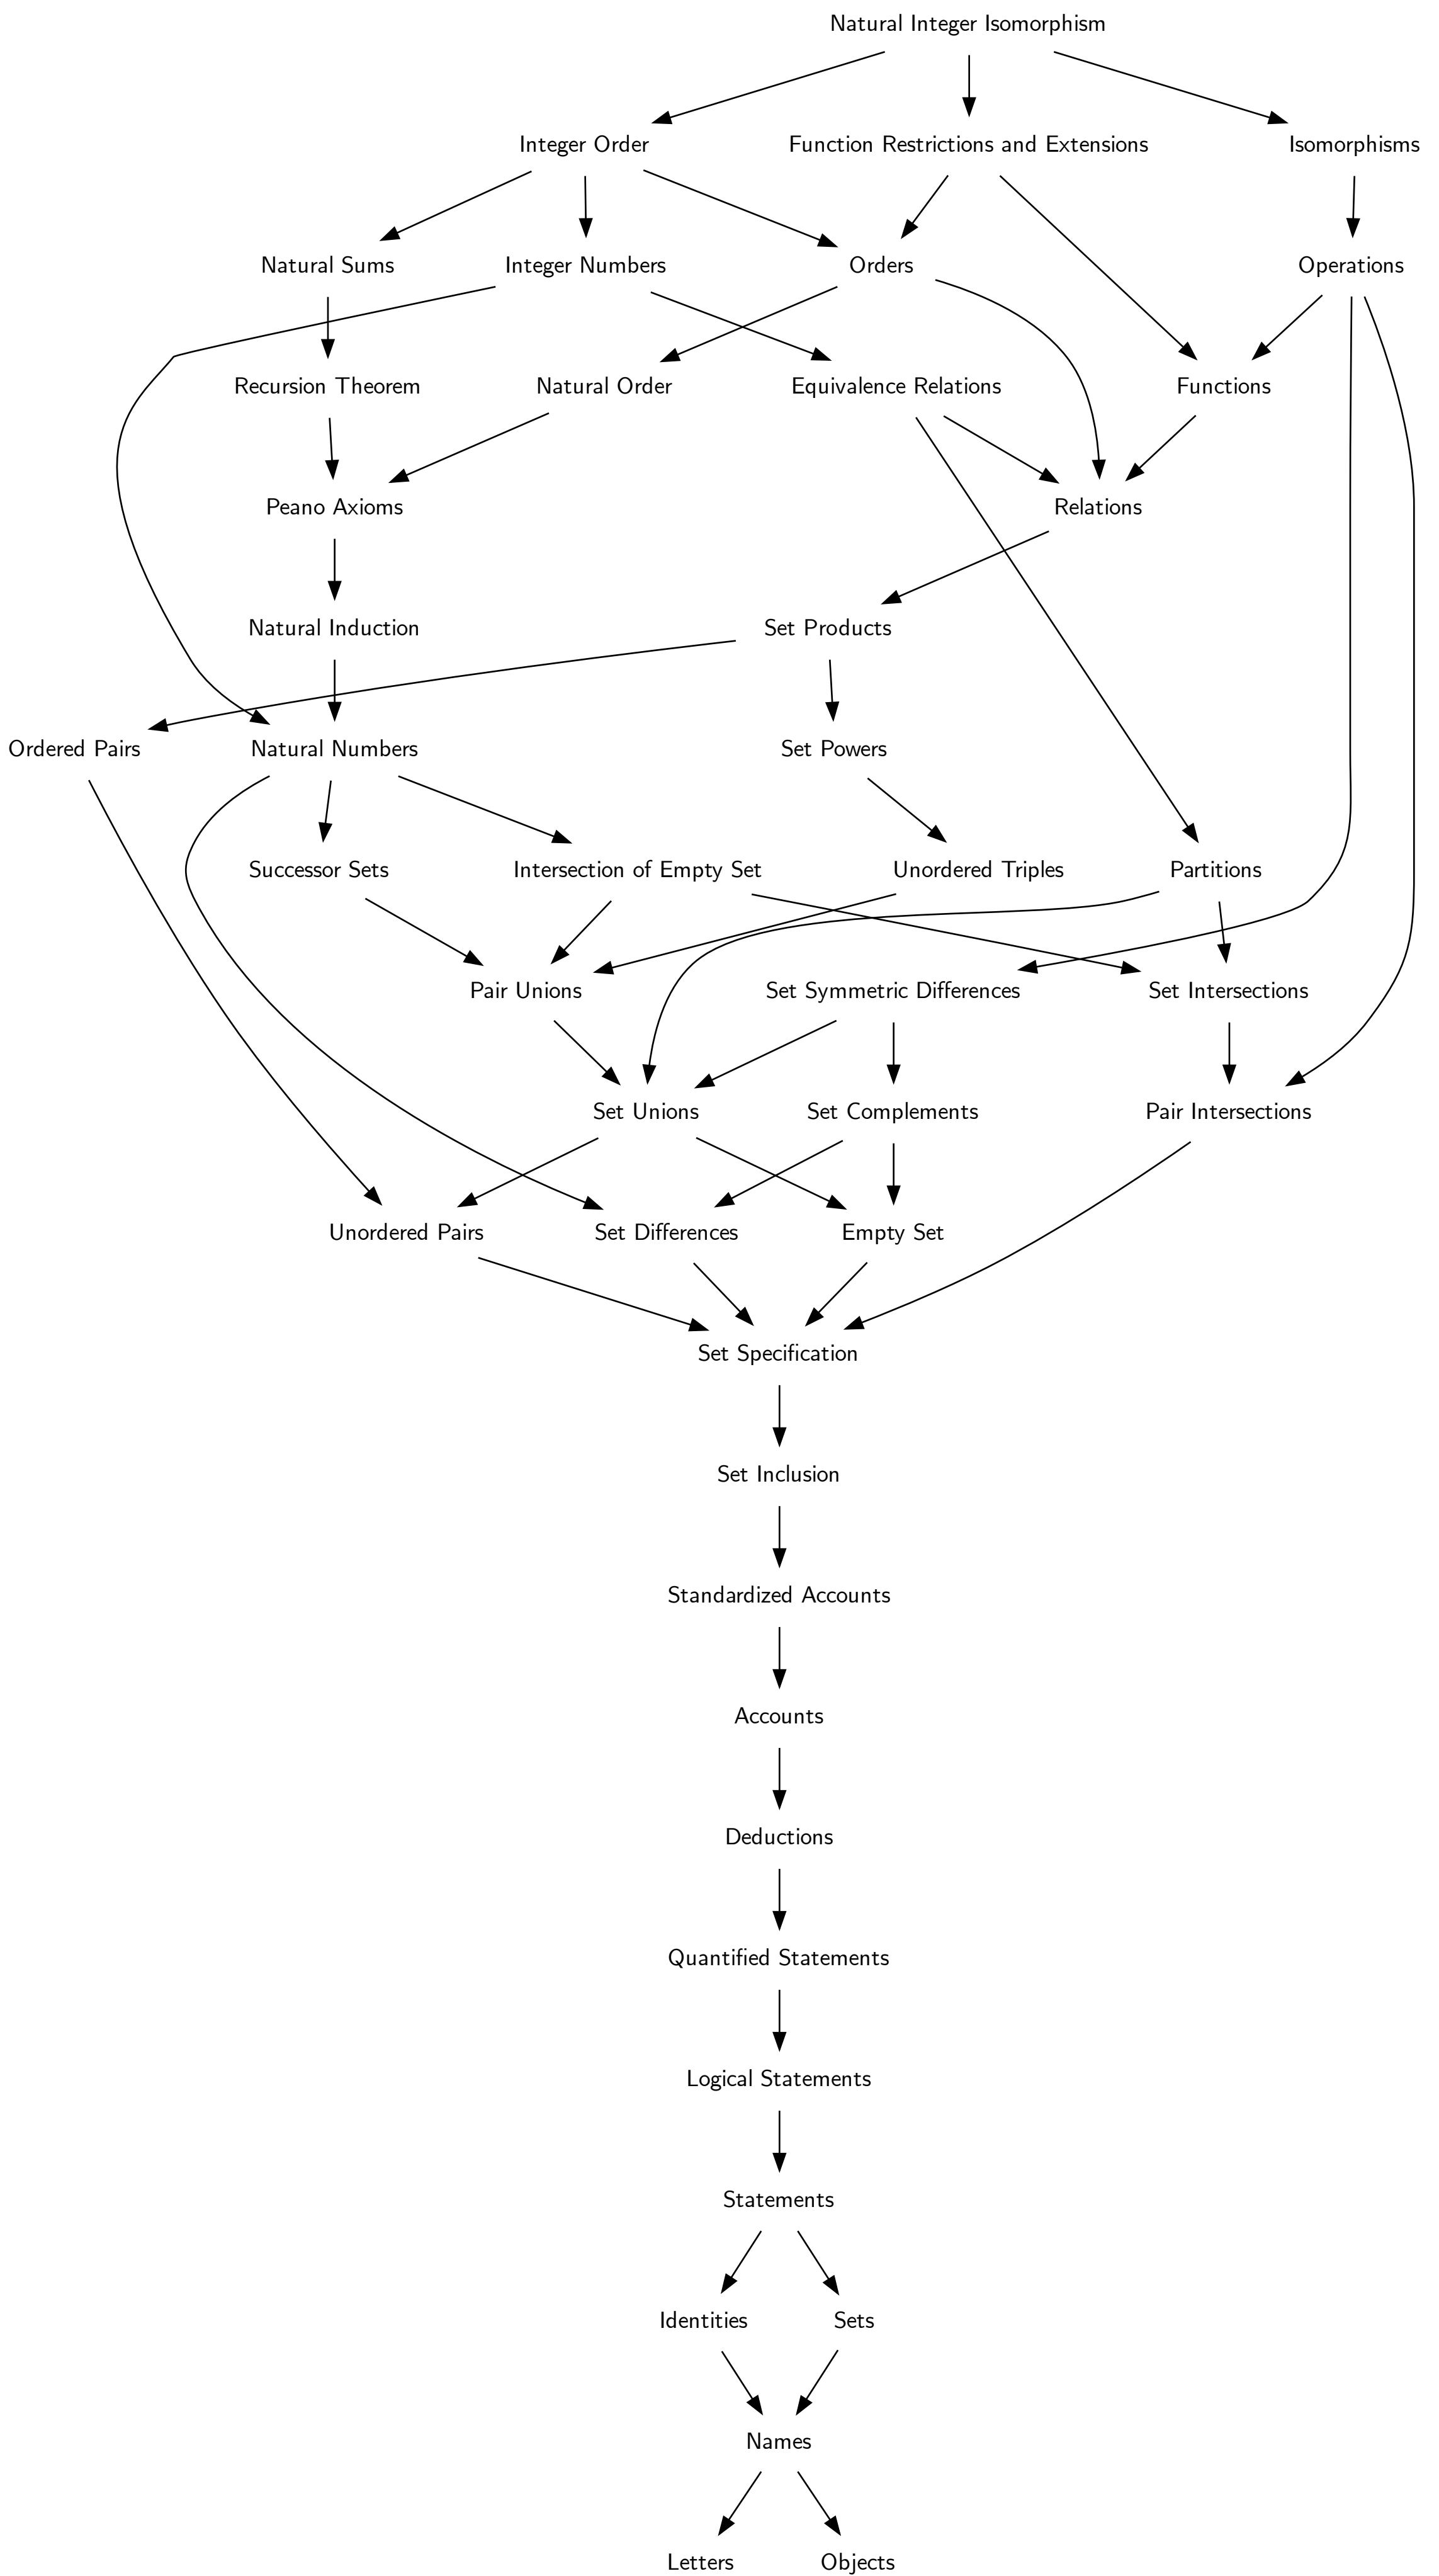 Natural Integer Isomorphism
Integer Order
Function Restrictions and Extensions
Isomorphisms
Natural Sums
Integer Numbers
Orders
Operations
Recursion Theorem
Natural Order
Equivalence Relations
Functions
Peano Axioms
Relations
Natural Induction
Set Products
Ordered Pairs
Natural Numbers
Set Powers
Successor Sets
Intersection of Empty Set
Unordered Triples
Partitions
Pair Unions
Set Symmetric Differences
Set Intersections
Set Unions
Set Complements
Pair Intersections
Unordered Pairs
Set Differences
Empty Set
Set Specification
Set Inclusion
Standardized Accounts
Accounts
Deductions
Quantified Statements
Logical Statements
Statements
Identities
Sets
Names
Letters
Objects